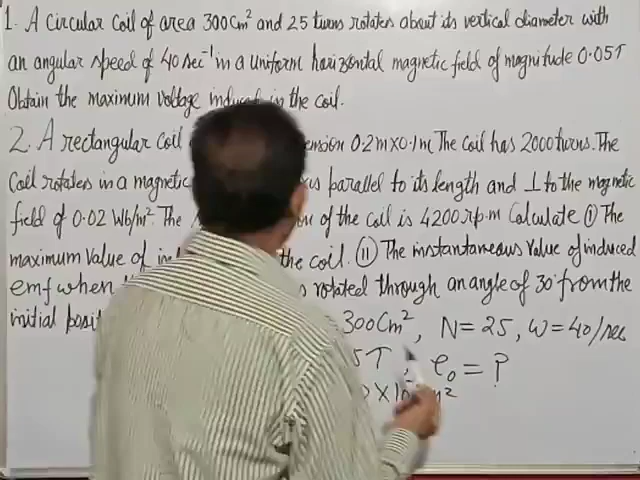 1. A Circular Coil of area 300Cm² and 25 turns rotates about its vertical diameter with
an angular speed of 40 sec⁻¹ in a uniform horizontal magnetic field of magnitude 0.05T
Obtain the maximum voltage induced in the coil.
2. A rectangular Coil 0.2m×0.1m The Coil has 2000 turns. The
Coil rotates in a magnetic parallel to its length and ⊥ to the magnetic
field of 0.02 Wb/m². The of the coil is 4200 r.p.m Calculate (I) The
maximum value of the coil. (II) The instantaneous value of induced
emf when rotated through an angle of 30° from the
initial 300Cm², N = 25, ω = 40/sec
5T, e₀ = ?